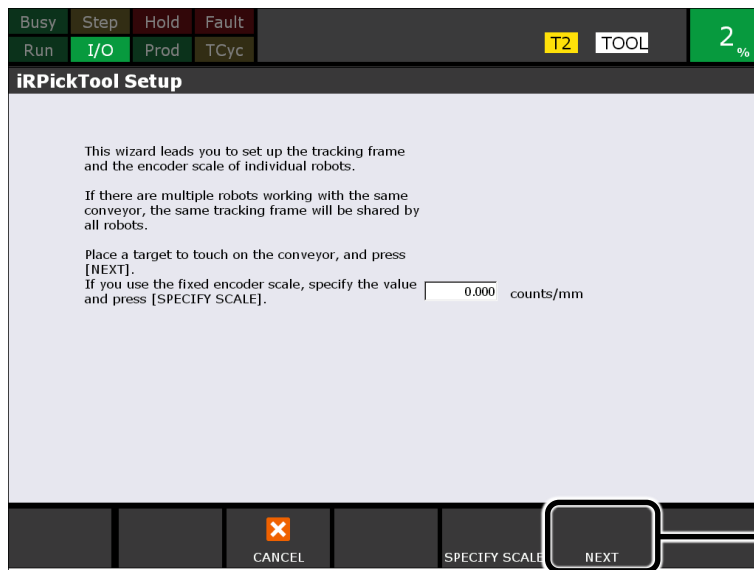 Busy Step Hold Fault
Run I/O Prod TCyc T2 TOOL 2 %
iRPickTool Setup
This wizard leads you to set up the tracking frame
and the encoder scale of individual robots.
If there are multiple robots working with the same
conveyor, the same tracking frame will be shared by
all robots.
Place a target to touch on the conveyor, and press
[NEXT].
If you use the fixed encoder scale, specify the value 0.000 counts/mm
and press [SPECIFY SCALE].
CANCEL SPECIFY SCALE NEXT